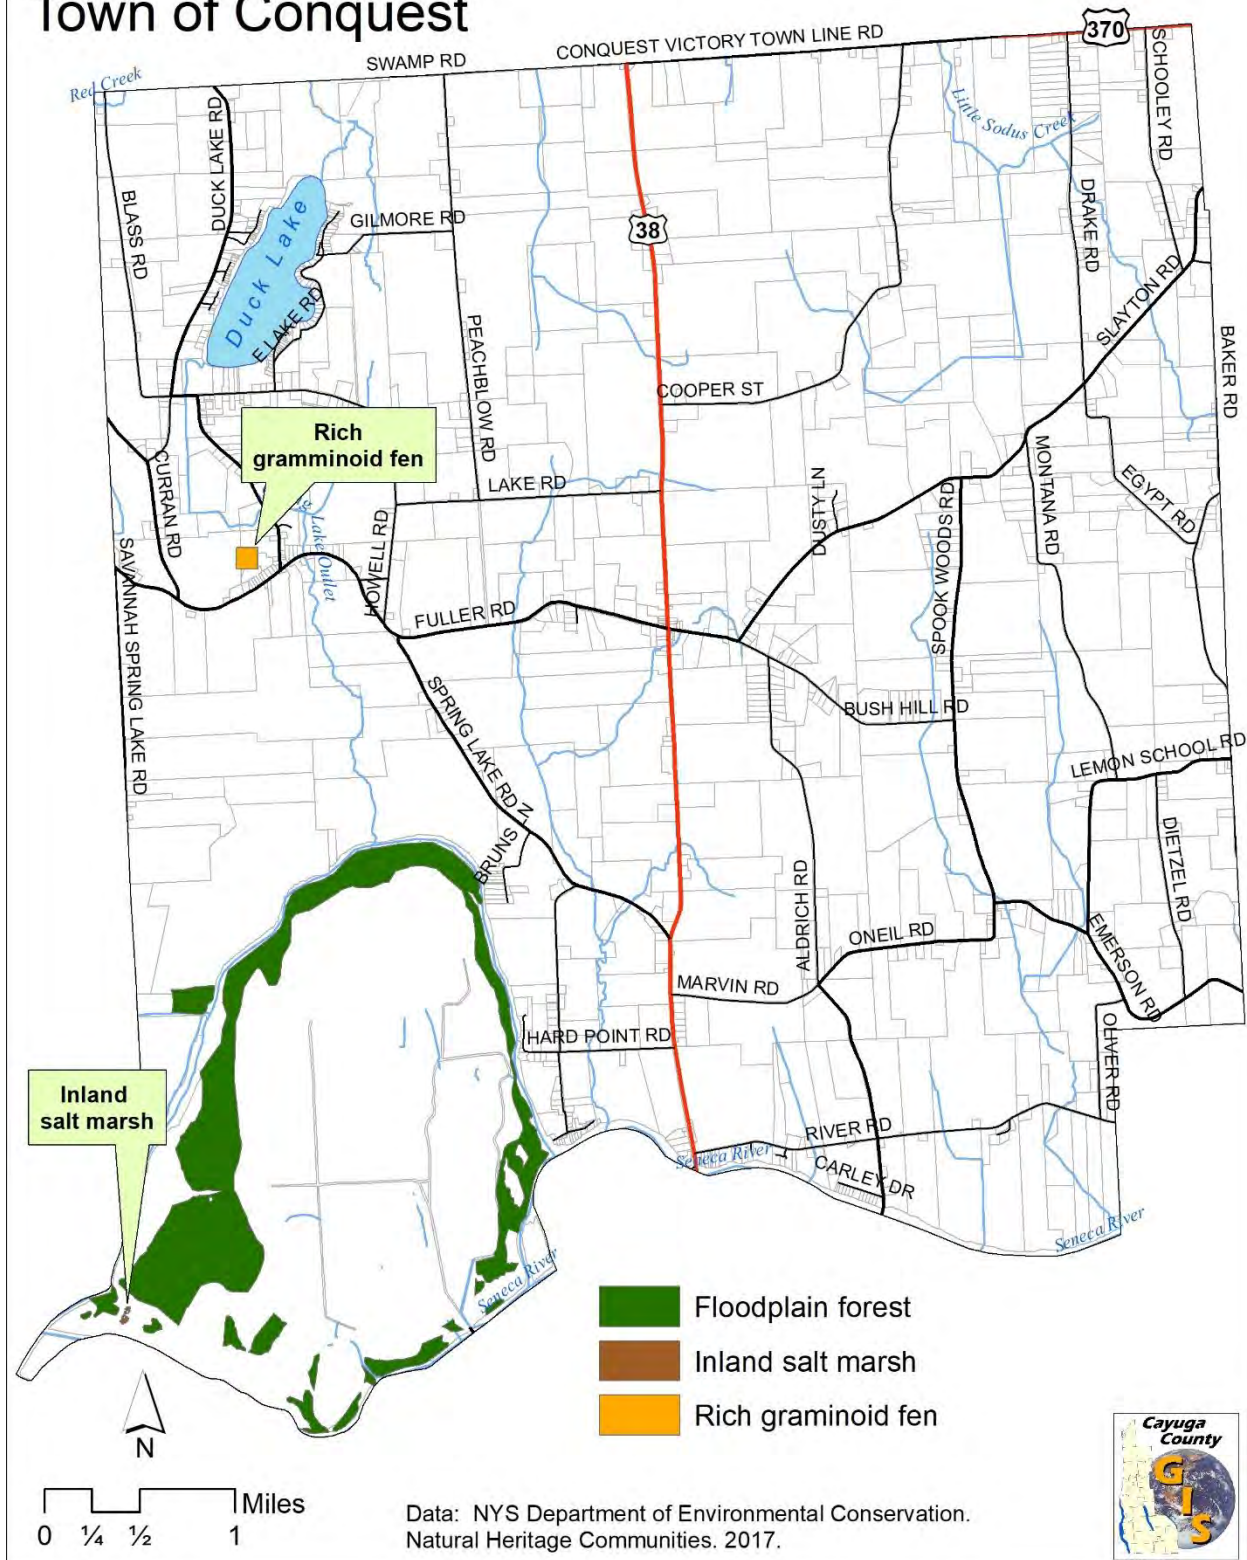 Town of Conquest
370
CONQUEST VICTORY TOWN LINE RD
SWAMP RD
SCHOOLEY RD
Red Creek
DUCK LAKE RD
Little Sodus Creek
BLASS RD
DRAKE RD
GILMORE RD
38
Duck Lake
E LAKE RD
SLAYTON RD
PEACHBLOW RD
BAKER RD
COOPER ST
Rich
gramminoid fen
CURRAN RD
LAKE RD
DUSTY LN
SPOOK WOODS RD
MONTANA RD
EGYPT RD
Lake Outlet
HOWELL RD
SAVANNAH SPRING LAKE RD
FULLER RD
SPRING LAKE RD
BUSH HILL RD
LEMON SCHOOL RD
BRUNS LN
DIETZEL RD
ALDRICH RD
ONEIL RD
EMERSON RD
MARVIN RD
HARD POINT RD
OLIVER RD
Inland
salt marsh
RIVER RD
Seneca River
CARLEY DR
Seneca River
Seneca River
Floodplain forest
Inland salt marsh
Rich graminoid fen
N
Miles
0 ¼ ½ 1
Data: NYS Department of Environmental Conservation.
Natural Heritage Communities. 2017.
Cayuga
County
GIS